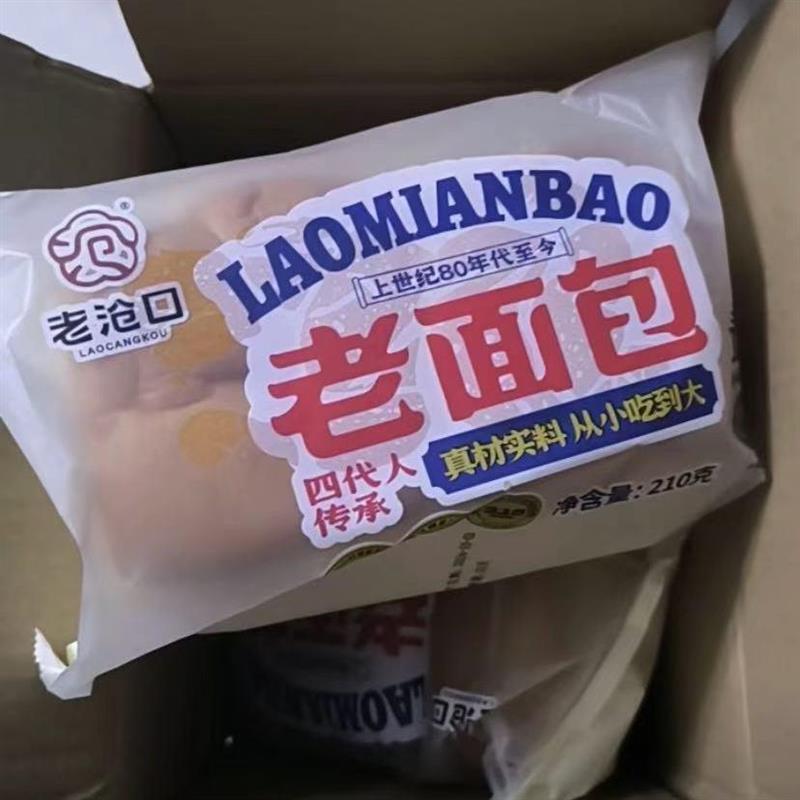 ®
老沧口
LAOCANGKOU
LAOMIANBAO
上世纪80年代至今
老面包
真材实料 从小吃到大
四代人
传承
净含量:210克